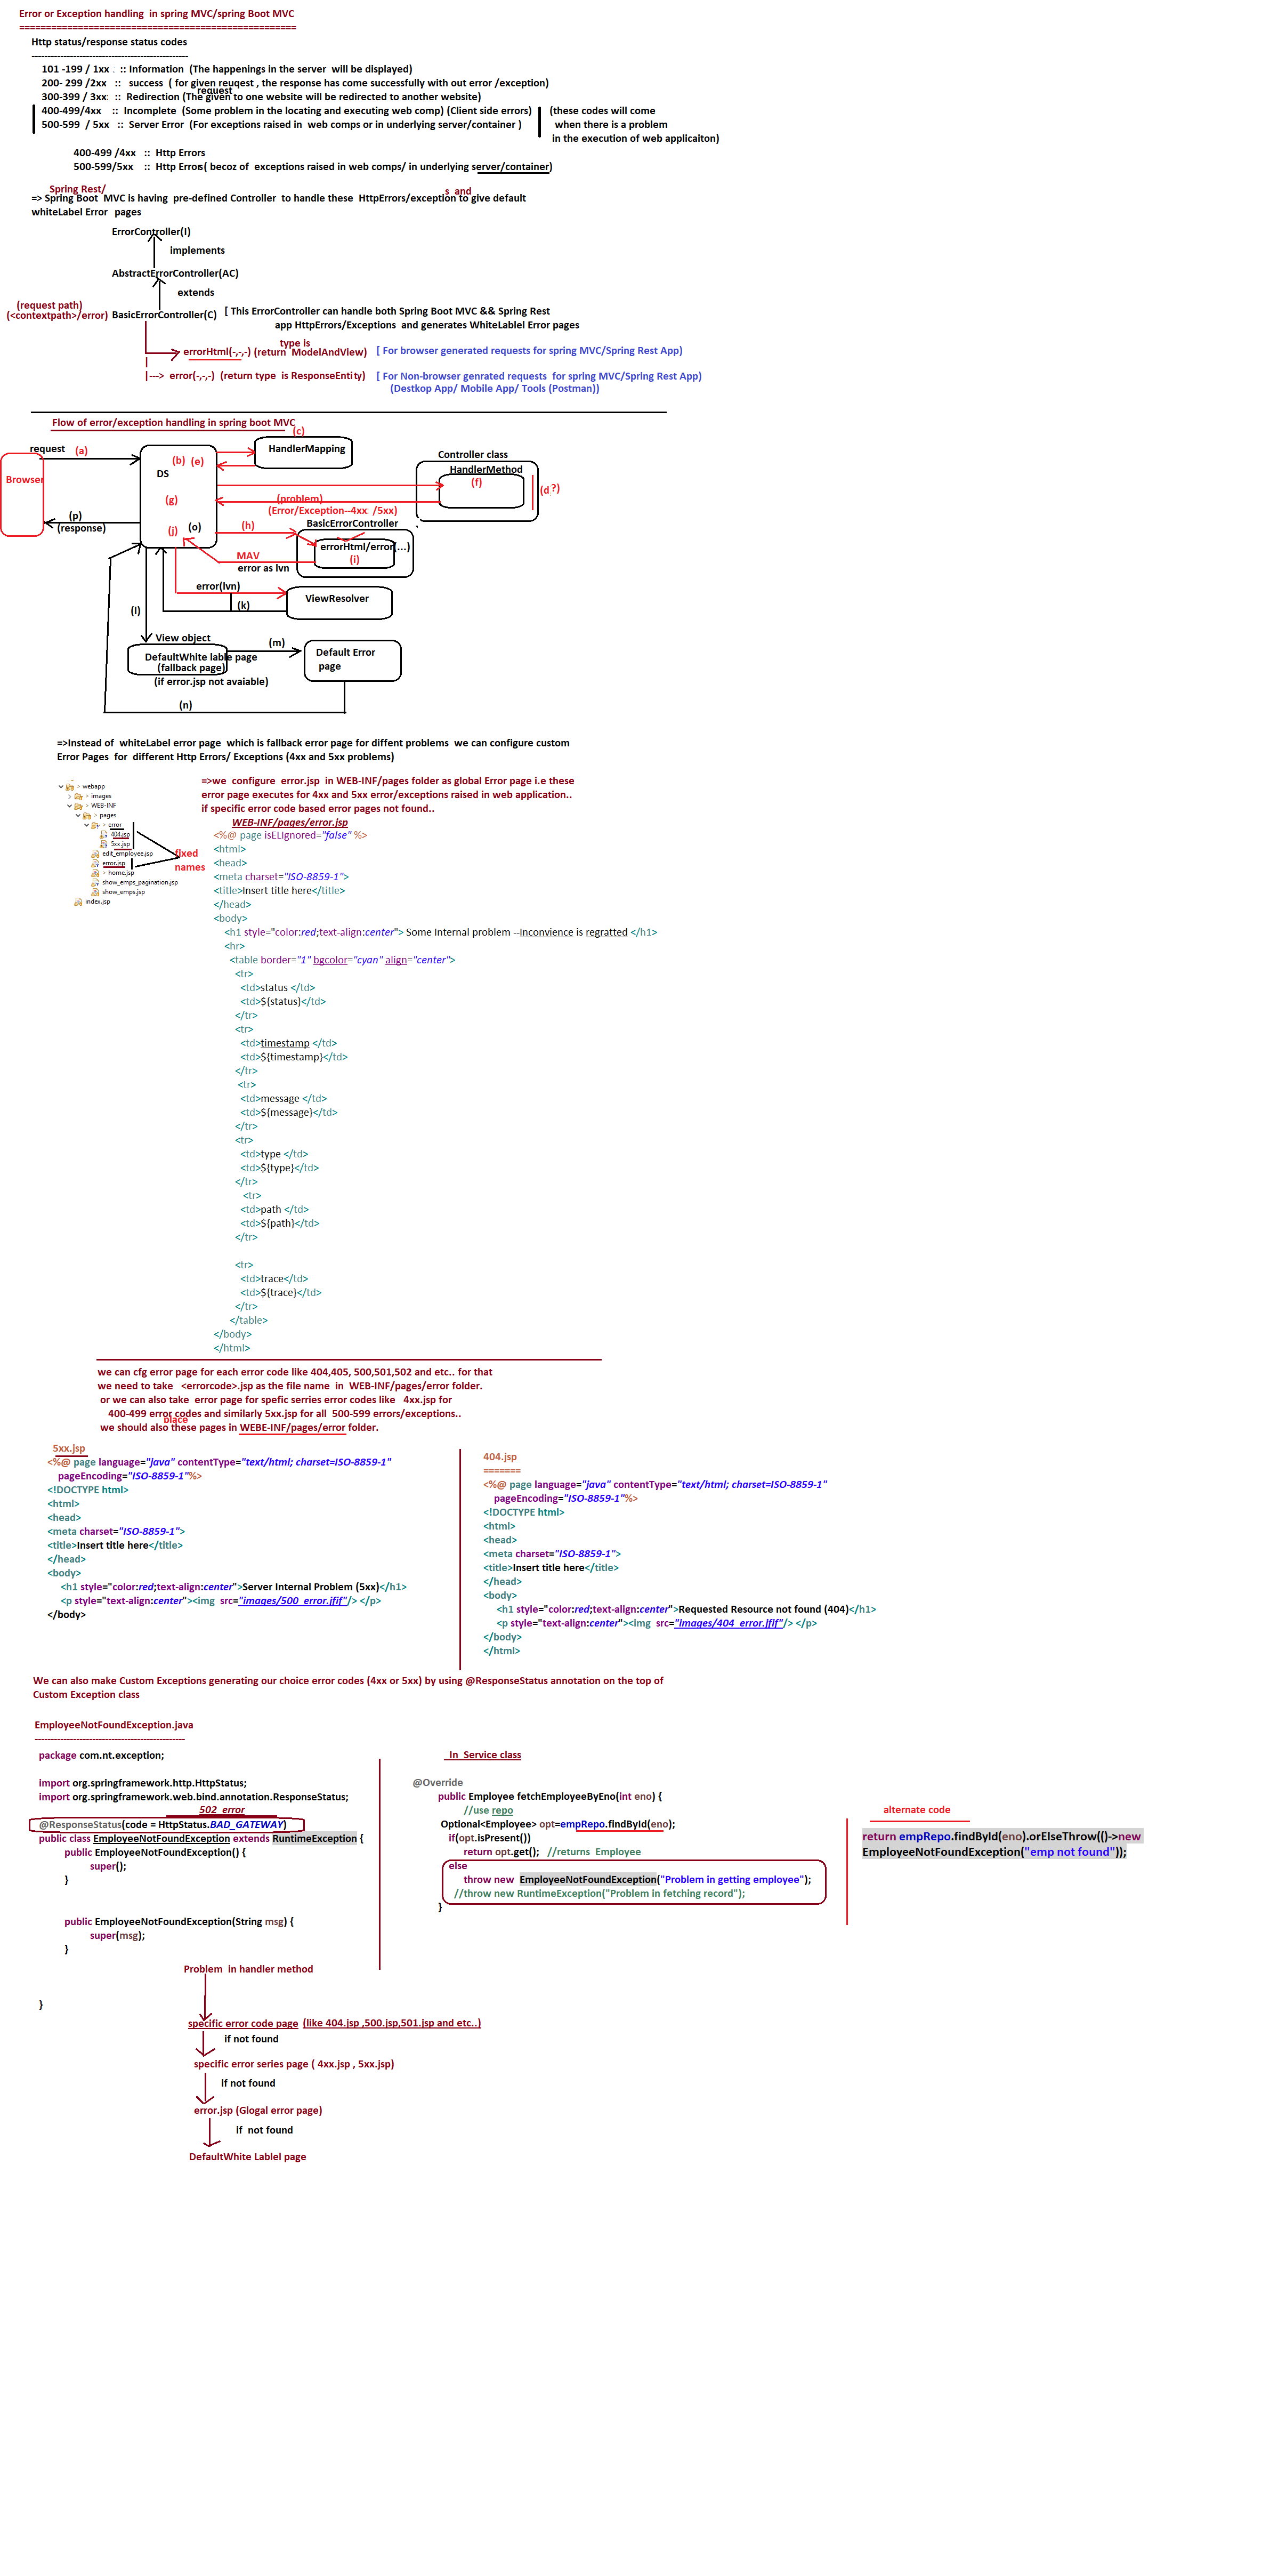 Error or Exception handling  in spring MVC/spring Boot MVC
====================================================
Http status/response status codes
-----------------------------------------------
101 -199 / 1xx  :: Information  (The happenings in the server  will be displayed)
200- 299 /2xx   ::   success  ( for given reuqest , the response has come successfully with out error /exception)
request
300-399 / 3xx  ::  Redirection (The given to one website will be redirected to another website)
400-499/4xx    ::  Incomplete  (Some problem in the locating and executing web comp) (Client side errors)
500-599  / 5xx   ::  Server Error  (For exceptions raised in  web comps or in underlying server/container )
(these codes will come
when there is a problem
in the execution of web applicaiton)
400-499 /4xx    ::  Http Errors
500-599/5xx    ::  Http Errors( becoz of  exceptions raised in web comps/ in underlying server/container)
Spring Rest/
s  and
=> Spring Boot  MVC is having  pre-defined Controller  to handle these  HttpErrors/exception to give default
whiteLabel Error  pages
ErrorController(I)
implements
AbstractErrorController(AC)
extends
(request path)
(<contextpath>/error)
BasicErrorController(C)
[ This ErrorController can handle both Spring Boot MVC && Spring Rest
app HttpErrors/Exceptions  and generates WhiteLablel Error pages
type is
errorHtml(-,-,-) (return  ModelAndView)
[ For browser generated requests for spring MVC/Spring Rest App)
|
|---> error(-,-,-)  (return type  is ResponseEntity)
[ For Non-browser genrated requests  for spring MVC/Spring Rest App)
(Destkop App/ Mobile App/ Tools (Postman))
Flow of error/exception handling in spring boot MVC
(c)
request
(a)
HandlerMapping
Controller class
(b)
(e)
HandlerMethod
DS
Browser
(f)
(d ?)
(g)
(problem)
(Error/Exception--4xx /5xx)
(p)
(response)
(j)
(o)
(h)
BasicErrorController
errorHtml/error(...)
MAV
(i)
error as lvn
error(lvn)
ViewResolver
(l)
(k)
View object
(m)
DefaultWhite lable page
(fallback page)
Default Error
page
(if error.jsp not avaiable)
(n)
=>Instead of  whiteLabel error page  which is fallback error page for diffent problems  we can configure custom
Error Pages  for  different Http Errors/ Exceptions (4xx and 5xx problems)
> webapp
> images
> WEB-INF
> pages
> error
404.jsp
5xx.jsp
edit_employee.jsp
error.jsp
> home.jsp
show_emps_pagination.jsp
show_emps.jsp
index.jsp
fixed
names
=>we  configure  error.jsp  in WEB-INF/pages folder as global Error page i.e these
error page executes for 4xx and 5xx error/exceptions raised in web application..
if specific error code based error pages not found..
WEB-INF/pages/error.jsp
<%@ page isELIgnored="false" %>
<html>
<head>
<meta charset="ISO-8859-1">
<title>Insert title here</title>
</head>
<body>
<h1 style="color:red;text-align:center"> Some Internal problem --Inconvience is regratted </h1>
<hr>
<table border="1" bgcolor="cyan" align="center">
<tr>
<td>status </td>
<td>${status}</td>
</tr>
<tr>
<td>timestamp </td>
<td>${timestamp}</td>
</tr>
<tr>
<td>message </td>
<td>${message}</td>
</tr>
<tr>
<td>type </td>
<td>${type}</td>
</tr>
<tr>
<td>path </td>
<td>${path}</td>
</tr>
<tr>
<td>trace</td>
<td>${trace}</td>
</tr>
</table>
</body>
</html>
we can cfg error page for each error code like 404,405, 500,501,502 and etc.. for that
we need to take   <errorcode>.jsp as the file name  in  WEB-INF/pages/error folder.
or we can also take  error page for spefic serries error codes like   4xx.jsp for
400-499 error codes and similarly 5xx.jsp for all  500-599 errors/exceptions..
place
we should also these pages in WEBE-INF/pages/error folder.
5xx.jsp
<%@ page language="java" contentType="text/html; charset=ISO-8859-1"
pageEncoding="ISO-8859-1"%>
<!DOCTYPE html>
<html>
<head>
<meta charset="ISO-8859-1">
<title>Insert title here</title>
</head>
<body>
<h1 style="color:red;text-align:center">Server Internal Problem (5xx)</h1>
<p style="text-align:center"><img  src="images/500_error.jfif"/> </p>
</body>
404.jsp
=======
<%@ page language="java" contentType="text/html; charset=ISO-8859-1"
pageEncoding="ISO-8859-1"%>
<!DOCTYPE html>
<html>
<head>
<meta charset="ISO-8859-1">
<title>Insert title here</title>
</head>
<body>
<h1 style="color:red;text-align:center">Requested Resource not found (404)</h1>
<p style="text-align:center"><img  src="images/404_error.jfif"/> </p>
</body>
</html>
We can also make Custom Exceptions generating our choice error codes (4xx or 5xx) by using @ResponseStatus annotation on the top of
Custom Exception class
EmployeeNotFoundException.java
-----------------------------------------------
package com.nt.exception;
import org.springframework.http.HttpStatus;
import org.springframework.web.bind.annotation.ResponseStatus;
502  error
@ResponseStatus(code = HttpStatus.BAD_GATEWAY)
public class EmployeeNotFoundException extends RuntimeException {
public EmployeeNotFoundException() {
super();
}
public EmployeeNotFoundException(String msg) {
super(msg);
}
}
In  Service class
@Override
public Employee fetchEmployeeByEno(int eno) {
//use repo
Optional<Employee> opt=empRepo.findById(eno);
if(opt.isPresent())
return opt.get();   //returns  Employee
else
throw new  EmployeeNotFoundException("Problem in getting employee");
//throw new RuntimeException("Problem in fetching record");
}
alternate code
return empRepo.findById(eno).orElseThrow(()->new
EmployeeNotFoundException("emp not found"));
Problem  in handler method
specific error code page  (like 404.jsp ,500.jsp,501.jsp and etc..)
if not found
specific error series page ( 4xx.jsp , 5xx.jsp)
if not found
error.jsp (Glogal error page)
if  not found
DefaultWhite Lablel page